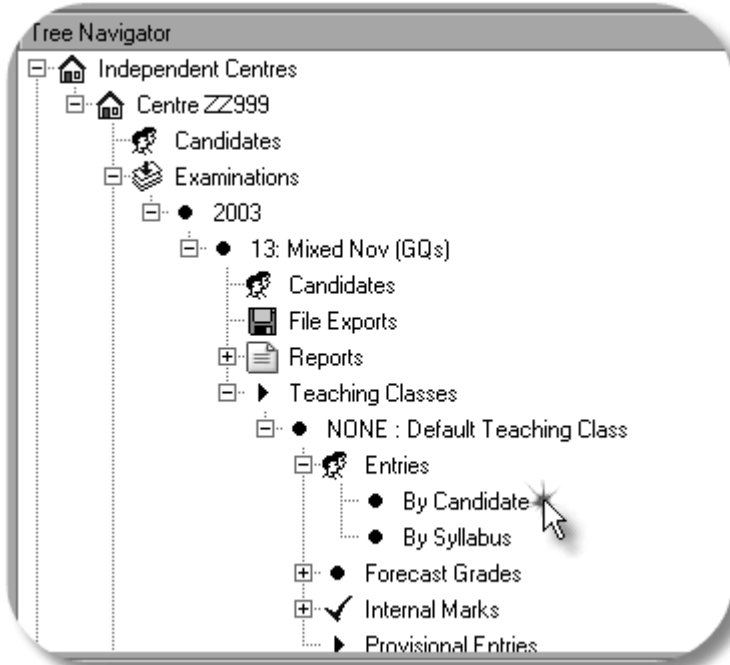 Tree Navigator
Independent Centres
Centre ZZ999
Candidates
Examinations
2003
13: Mixed Nov (GQs)
Candidates
File Exports
Reports
Teaching Classes
NONE : Default Teaching Class
Entries
By Candidate
By Syllabus
Forecast Grades
Internal Marks
Provisional Entries